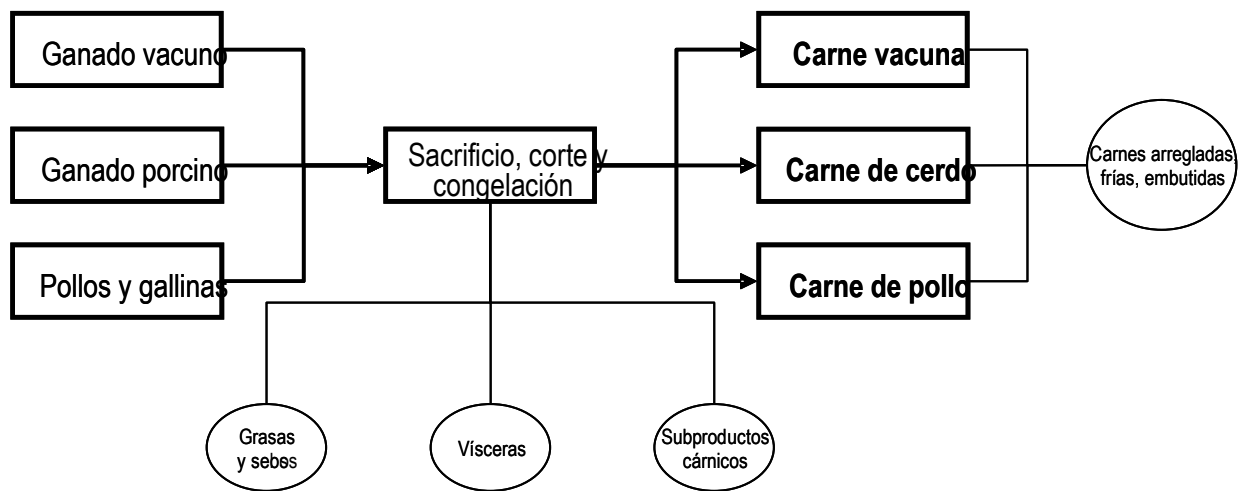 Ganado vacuno
Carne vacuna
Ganado porcino
Sacrificio, corte y
congelación
Carne de cerdo
Carnes arregladas,
frías, embutidas
Pollos y gallinas
Carne de pollo
Grasas
y sebos
Vísceras
Subproductos
cárnicos